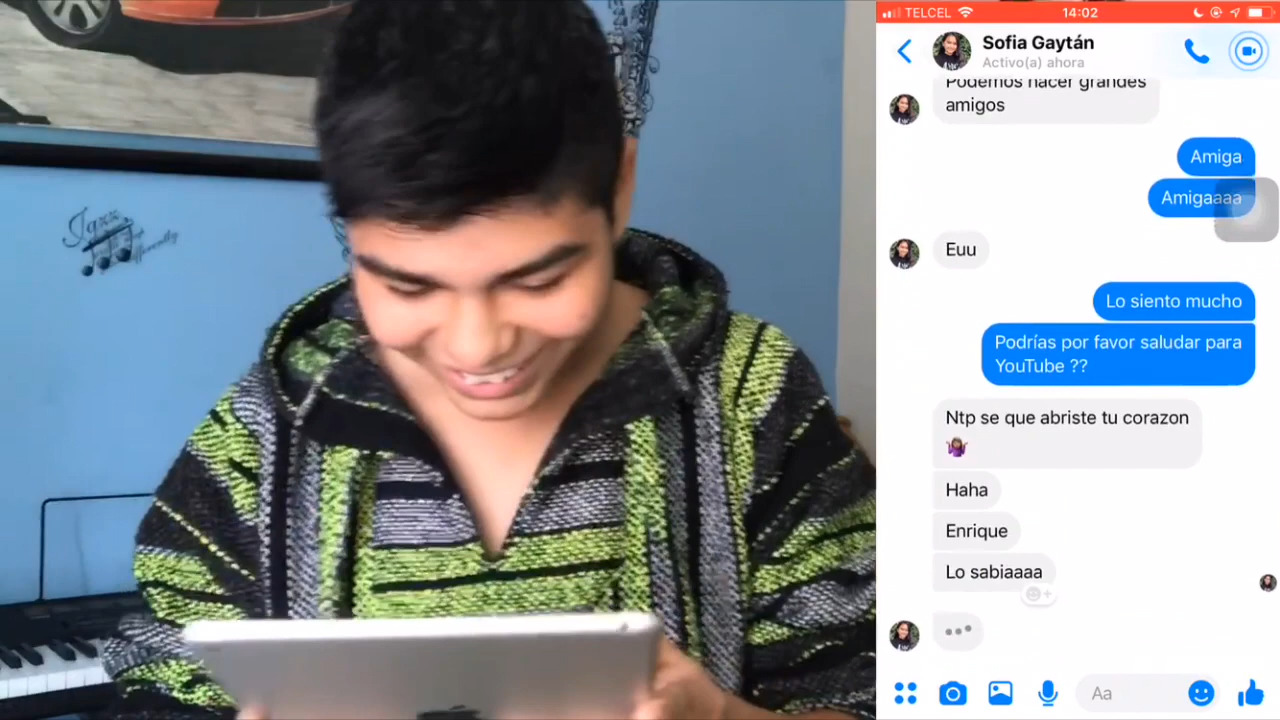 Jazz
TELCEL
14:02
Sofia Gaytán
Activo(a) ahora
Podemos hacer grandes
amigos
Amiga
Amigaaaa
Euu
Lo siento mucho
Podrías por favor saludar para
YouTube ??
Ntp se que abriste tu corazon
🤷🏽‍♀️
Haha
Enrique
Lo sabiaaaa
Aa